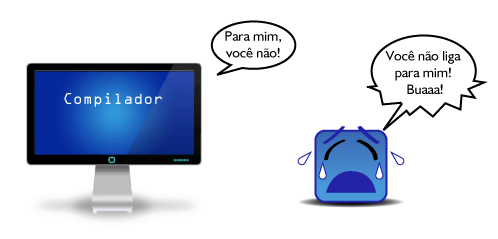 Para mim,
você não!
Você não liga
para mim!
Buaaa!
Compilador